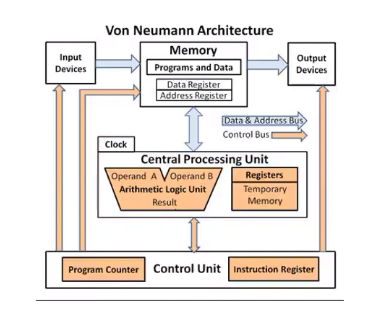 Von Neumann Architecture
Input
Devices
Memory
Programs and Data
Data Register
Address Register
Output
Devices
Data & Address Bus
Control Bus
Clock
Central Processing Unit
Operand A Operand B
Arithmetic Logic Unit
Result
Registers
Temporary
Memory
Program Counter
Control Unit
Instruction Register